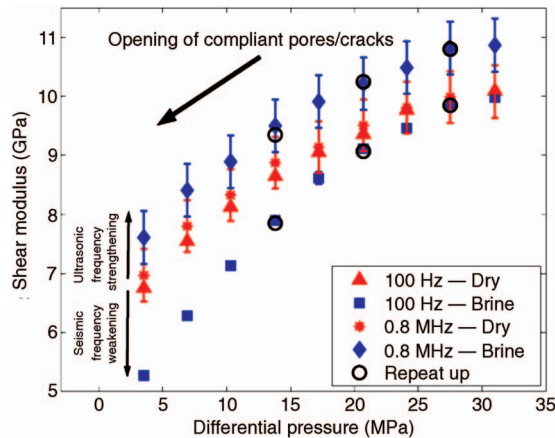 Opening of compliant pores/cracks
11
10
9
8
7
6
5
: Shear modulus (GPa)
Ultrasonic
frequency
strengthening
Seismic
frequency
weakening
100 Hz — Dry
100 Hz — Brine
0.8 MHz — Dry
0.8 MHz — Brine
Repeat up
0 5 10 15 20 25 30 35
Differential pressure (MPa)